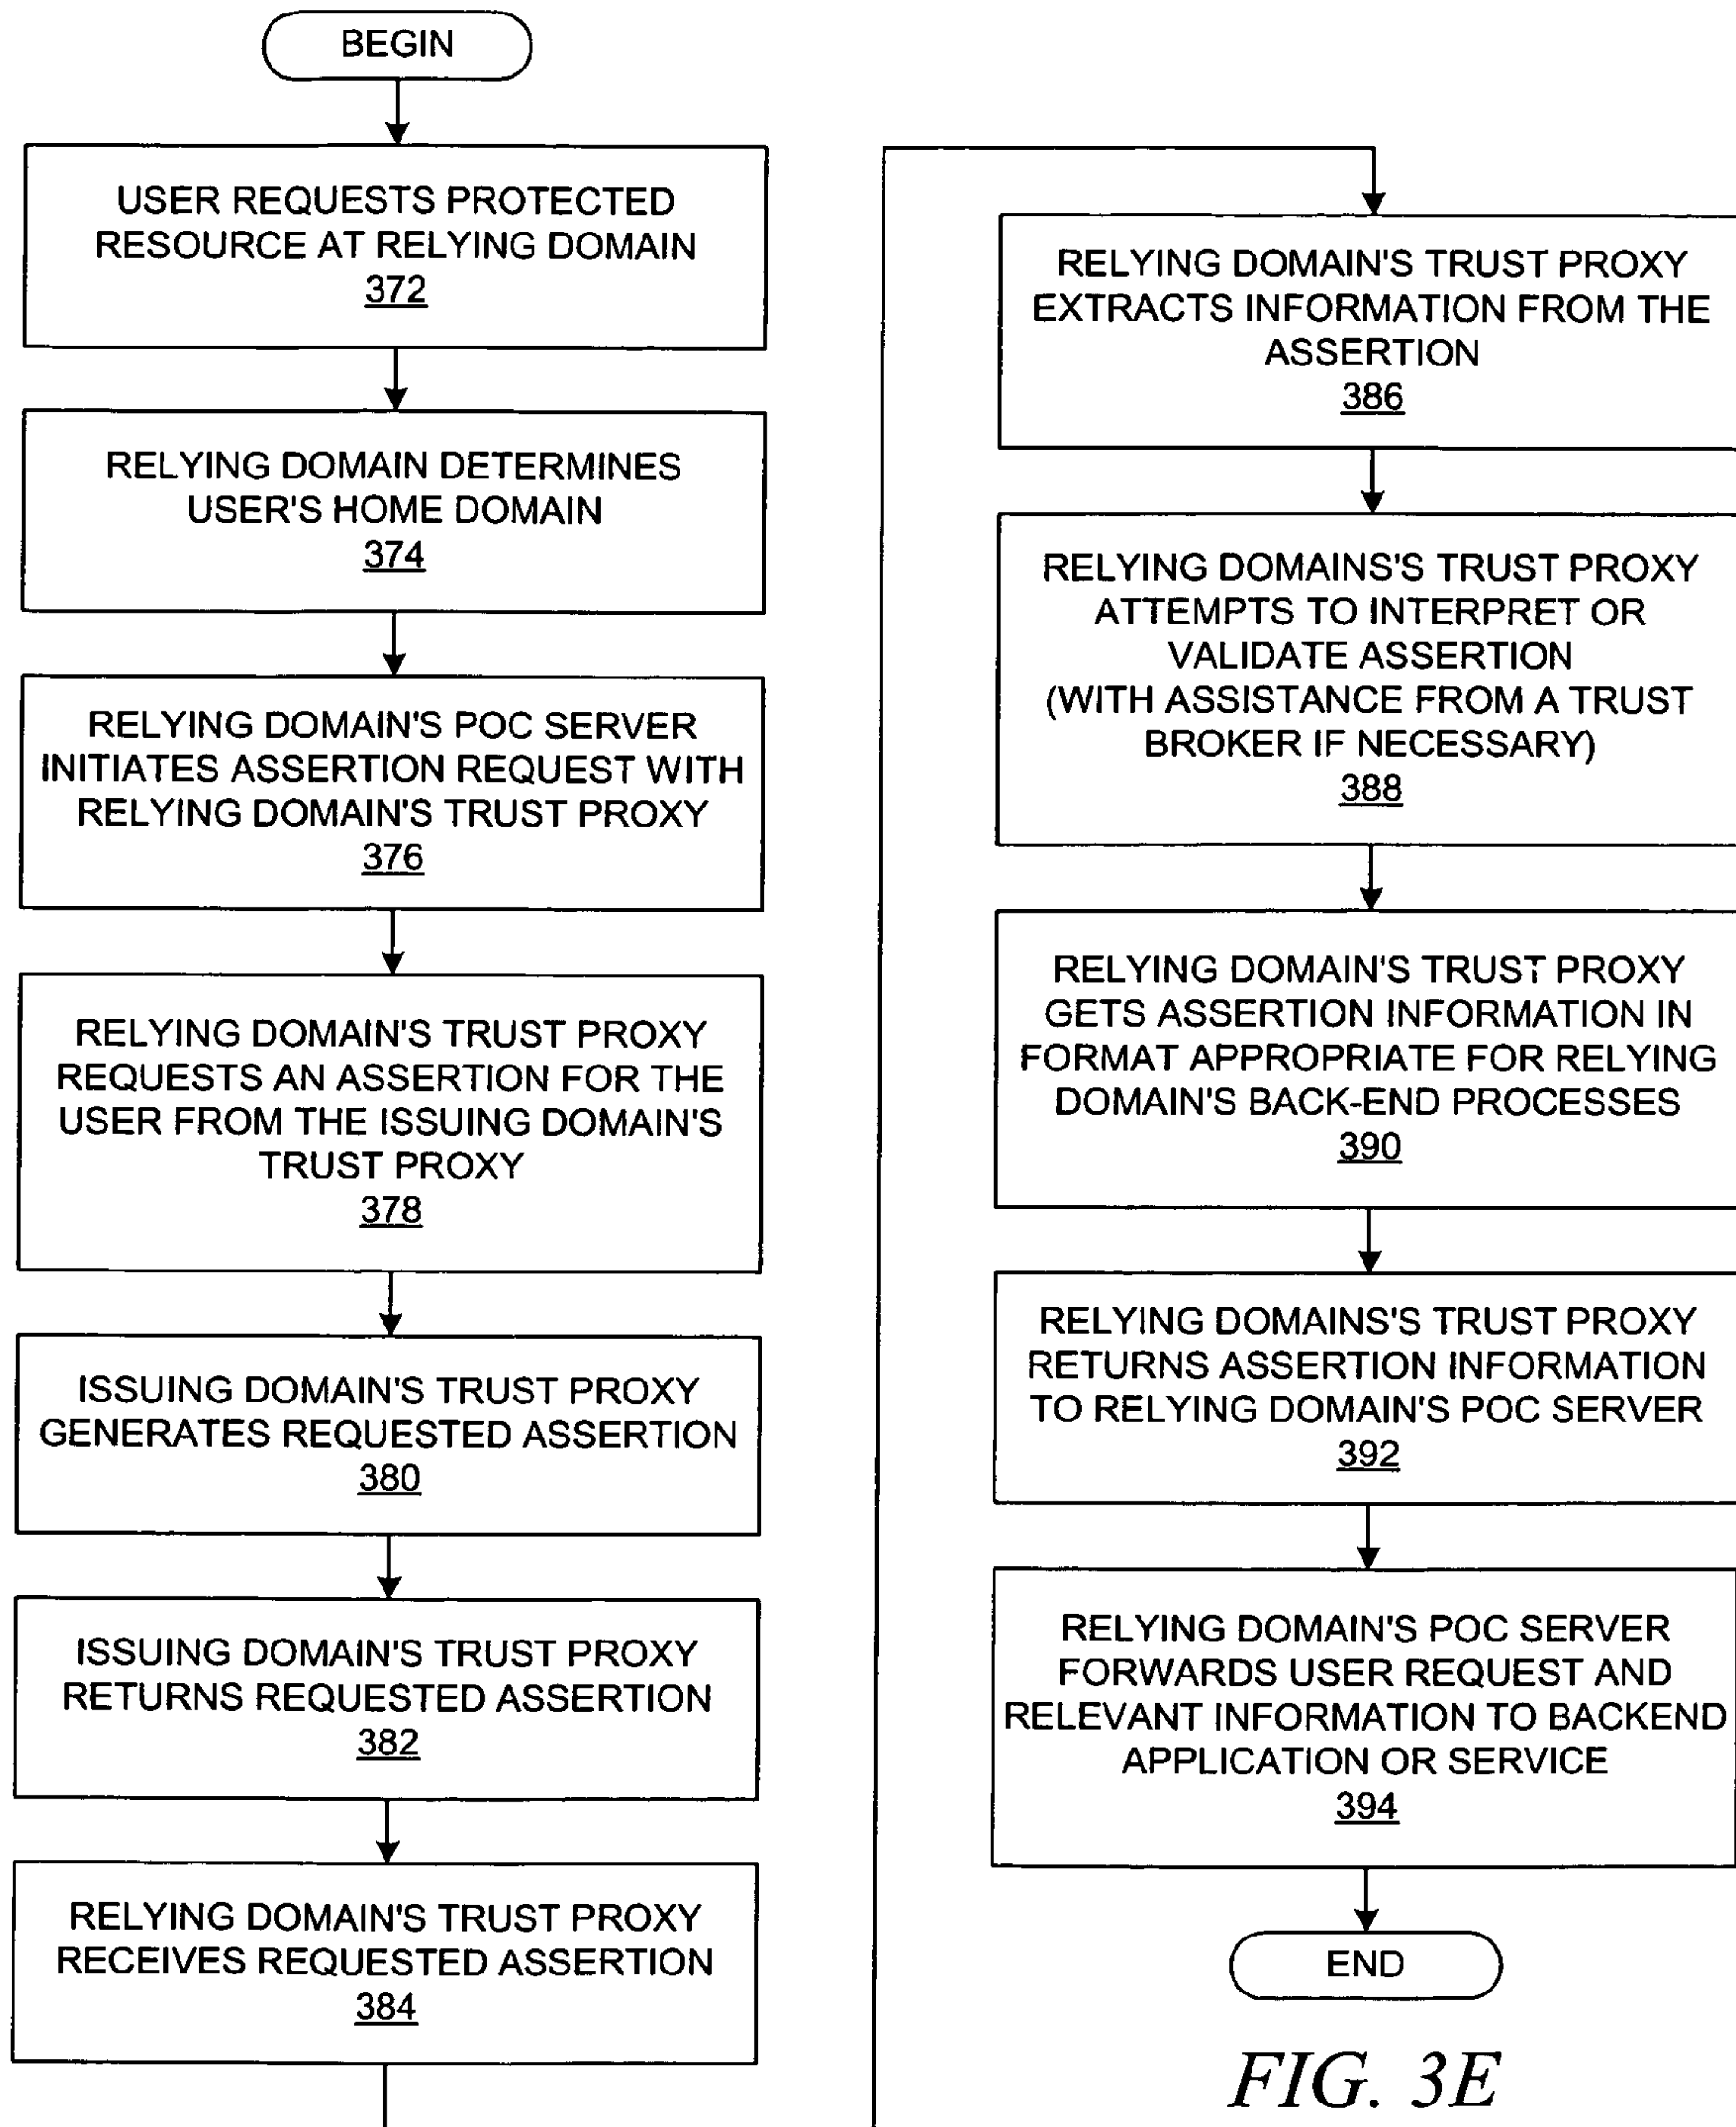 BEGIN
USER REQUESTS PROTECTED
RESOURCE AT RELYING DOMAIN
372
RELYING DOMAIN DETERMINES
USER'S HOME DOMAIN
374
RELYING DOMAIN'S POC SERVER
INITIATES ASSERTION REQUEST WITH
RELYING DOMAIN'S TRUST PROXY
376
RELYING DOMAIN'S TRUST PROXY
REQUESTS AN ASSERTION FOR THE
USER FROM THE ISSUING DOMAIN'S
TRUST PROXY
378
ISSUING DOMAIN'S TRUST PROXY
GENERATES REQUESTED ASSERTION
380
ISSUING DOMAIN'S TRUST PROXY
RETURNS REQUESTED ASSERTION
382
RELYING DOMAIN'S TRUST PROXY
RECEIVES REQUESTED ASSERTION
384
RELYING DOMAIN'S TRUST PROXY
EXTRACTS INFORMATION FROM THE
ASSERTION
386
RELYING DOMAINS'S TRUST PROXY
ATTEMPTS TO INTERPRET OR
VALIDATE ASSERTION
(WITH ASSISTANCE FROM A TRUST
BROKER IF NECESSARY)
388
RELYING DOMAIN'S TRUST PROXY
GETS ASSERTION INFORMATION IN
FORMAT APPROPRIATE FOR RELYING
DOMAIN'S BACK-END PROCESSES
390
RELYING DOMAINS'S TRUST PROXY
RETURNS ASSERTION INFORMATION
TO RELYING DOMAIN'S POC SERVER
392
RELYING DOMAIN'S POC SERVER
FORWARDS USER REQUEST AND
RELEVANT INFORMATION TO BACKEND
APPLICATION OR SERVICE
394
END
FIG. 3E